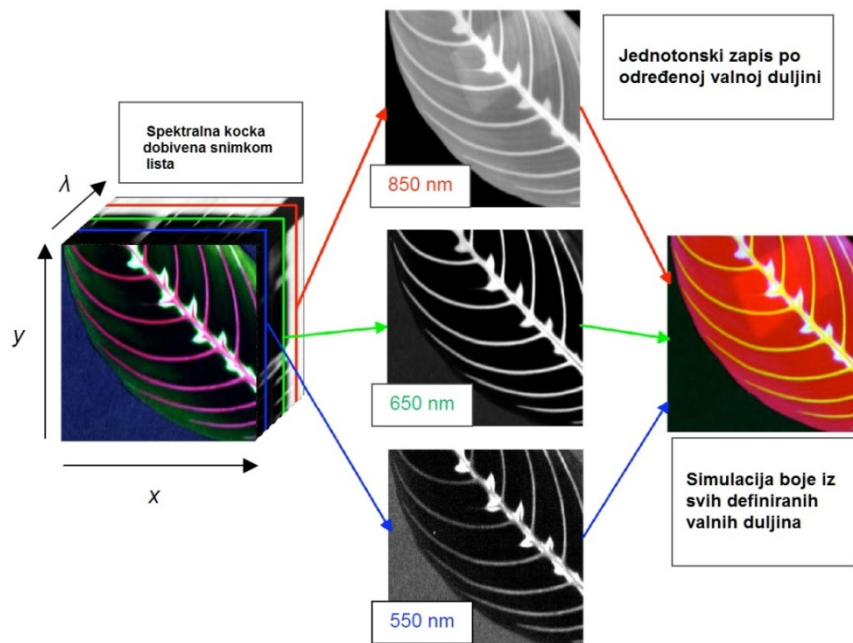 Spektralna kocka
dobivena snimkom
lista
λ
y
x
850 nm
650 nm
550 nm
Jednotonski zapis po
određenoj valnoj duljini
Simulacija boje iz
svih definiranih
valnih duljina